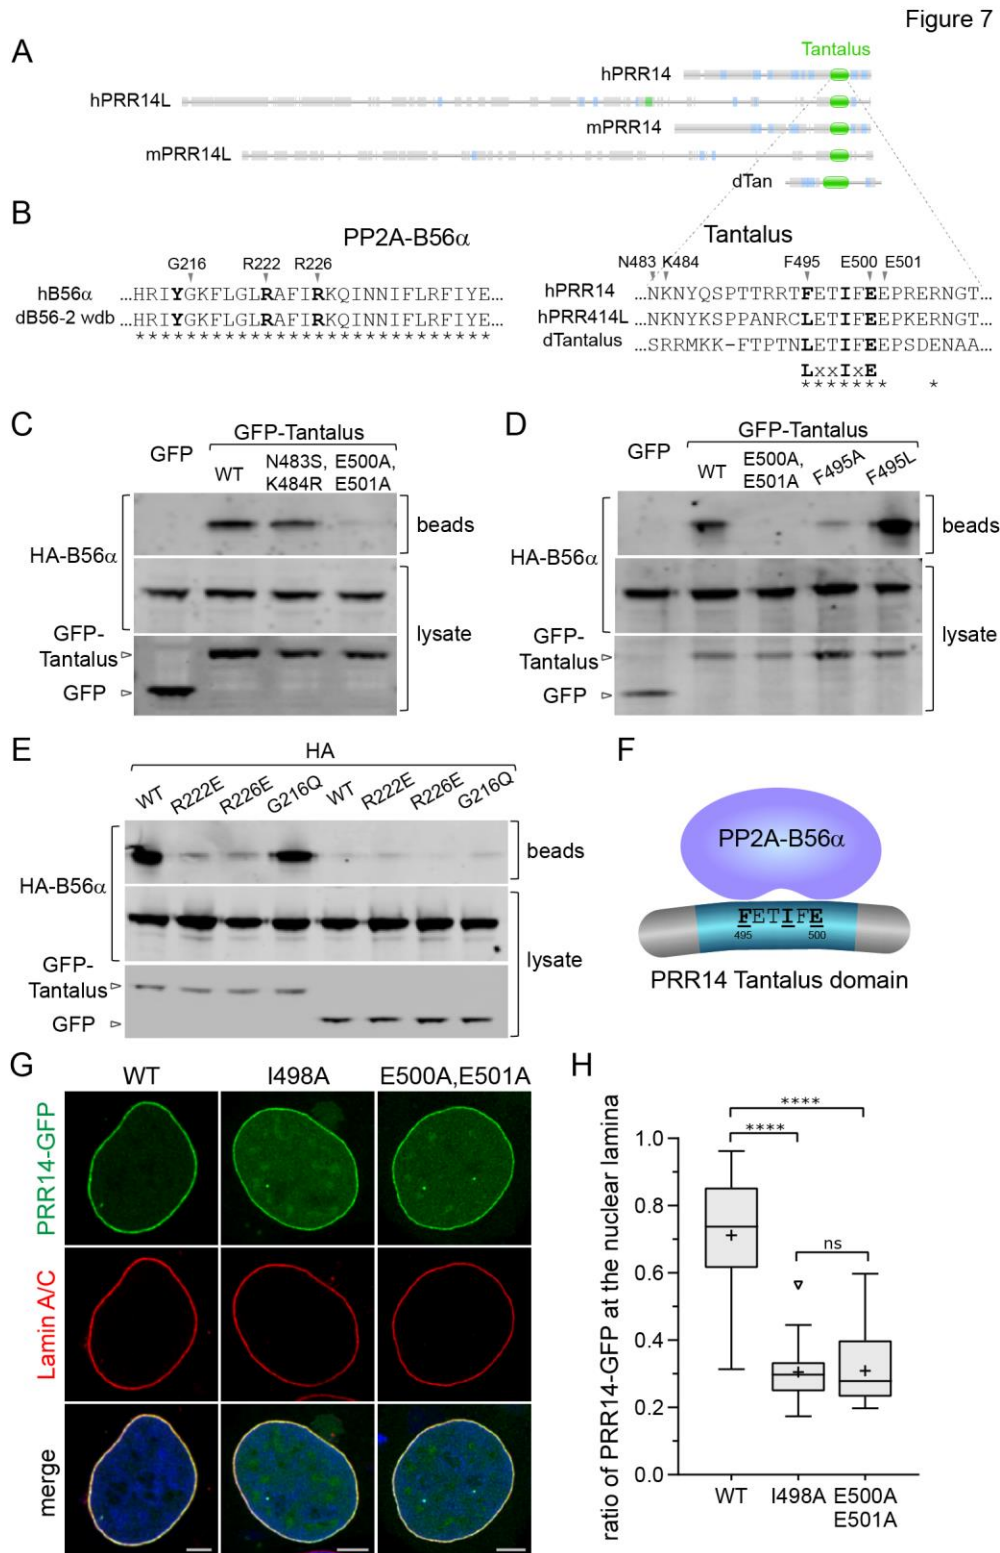 Figure 7
A
Tantalus
hPRR14
hPRR14L
mPRR14
mPRR14L
dTan
B
PP2A-B56α
G216 R222 R226
hB56α ...HRIYGKFLGLRAFIRKQINNIFLRFIYE...
dB56-2 wdb ...HRIYGKFLGLRAFIRKQINNIFLRFIYE...
****************************
Tantalus
N483 K484 F495 E500 E501
hPRR14 ...NKNYQSPTTRRTFETIFEEPRERNGT...
hPRR414L ...NKNYKSPPANRCLETIFEEPKERNGT...
dTantalus ...SRRMKK-FTPTNLETIFEEPSDENAA...
LxxIxE
******* *
C
GFP-Tantalus
GFP WT N483S, K484R E500A, E501A
HA-B56α
beads
lysate
GFP-Tantalus
GFP
D
GFP-Tantalus
GFP WT E500A, E501A F495A F495L
HA-B56α
beads
lysate
GFP-Tantalus
GFP
E
HA
WT R222E R226E G216Q WT R222E R226E G216Q
HA-B56α
beads
lysate
GFP-Tantalus
GFP
F
PP2A-B56α
FETIFE
495 500
PRR14 Tantalus domain
G
WT I498A E500A,E501A
PRR14-GFP
Lamin A/C
merge
H
ratio of PRR14-GFP at the nuclear lamina
****
****
ns
1.0
0.8
0.6
0.4
0.2
0.0
WT I498A E500A E501A